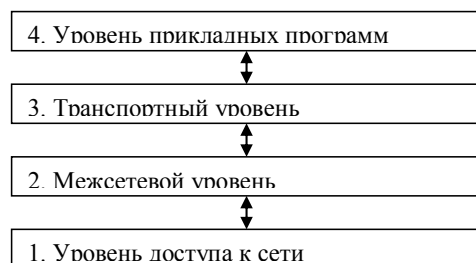 4. Уровень прикладных программ
3. Транспортный уровень
2. Межсетевой уровень
1. Уровень доступа к сети